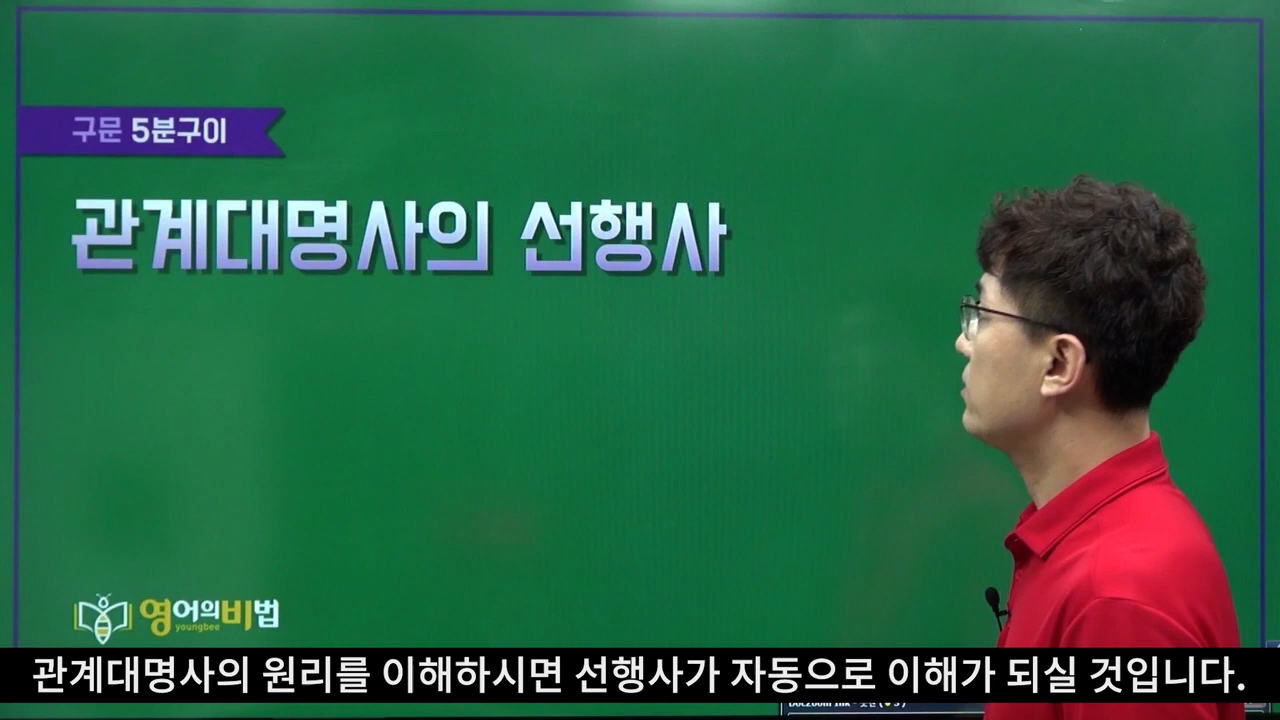 구문 5분구이
관계대명사의 선행사
영어의비법
youngbee
관계대명사의 원리를 이해하시면 선행사가 자동으로 이해가 되실 것입니다.